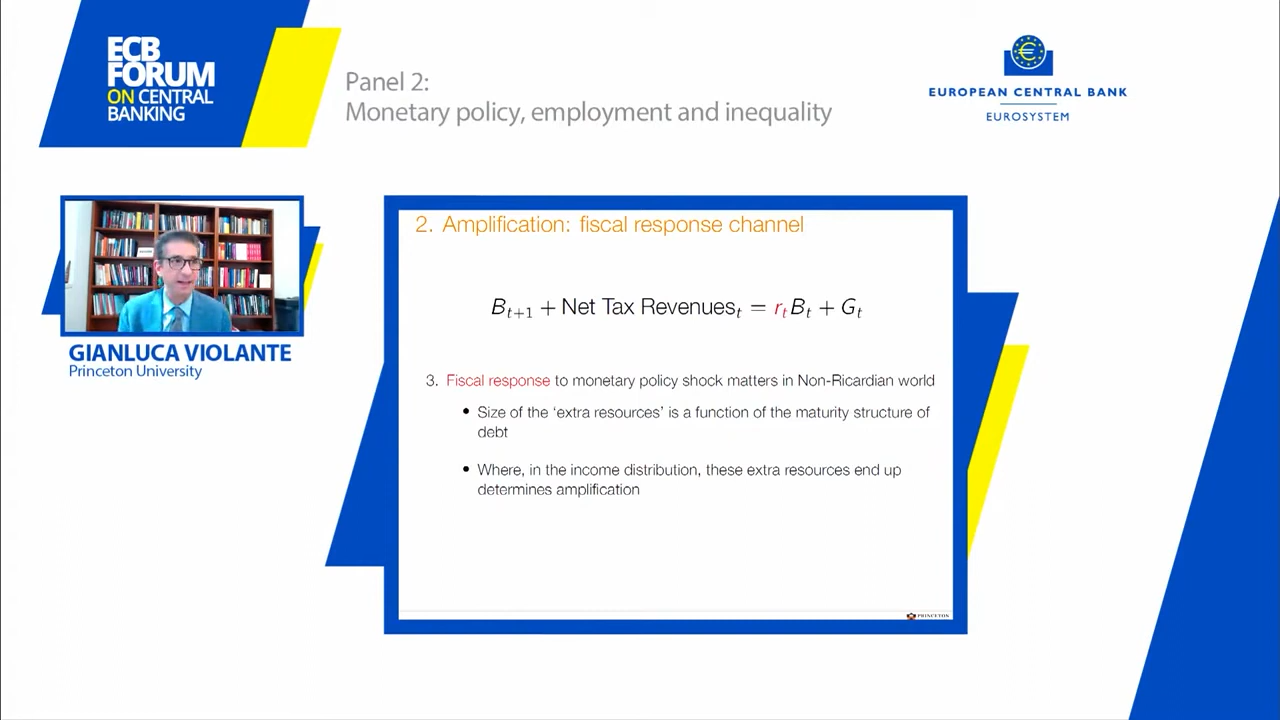 ECB
FORUM
ON CENTRAL
BANKING
Panel 2:
Monetary policy, employment and inequality
EUROPEAN CENTRAL BANK
EUROSYSTEM
GIANLUCA VIOLANTE
Princeton University
2. Amplification: fiscal response channel
B_{t+1} + Net Tax Revenues_t = r_t B_t + G_t
3. Fiscal response to monetary policy shock matters in Non-Ricardian world
• Size of the ‘extra resources’ is a function of the maturity structure of
debt
• Where, in the income distribution, these extra resources end up
determines amplification
PRINCETON